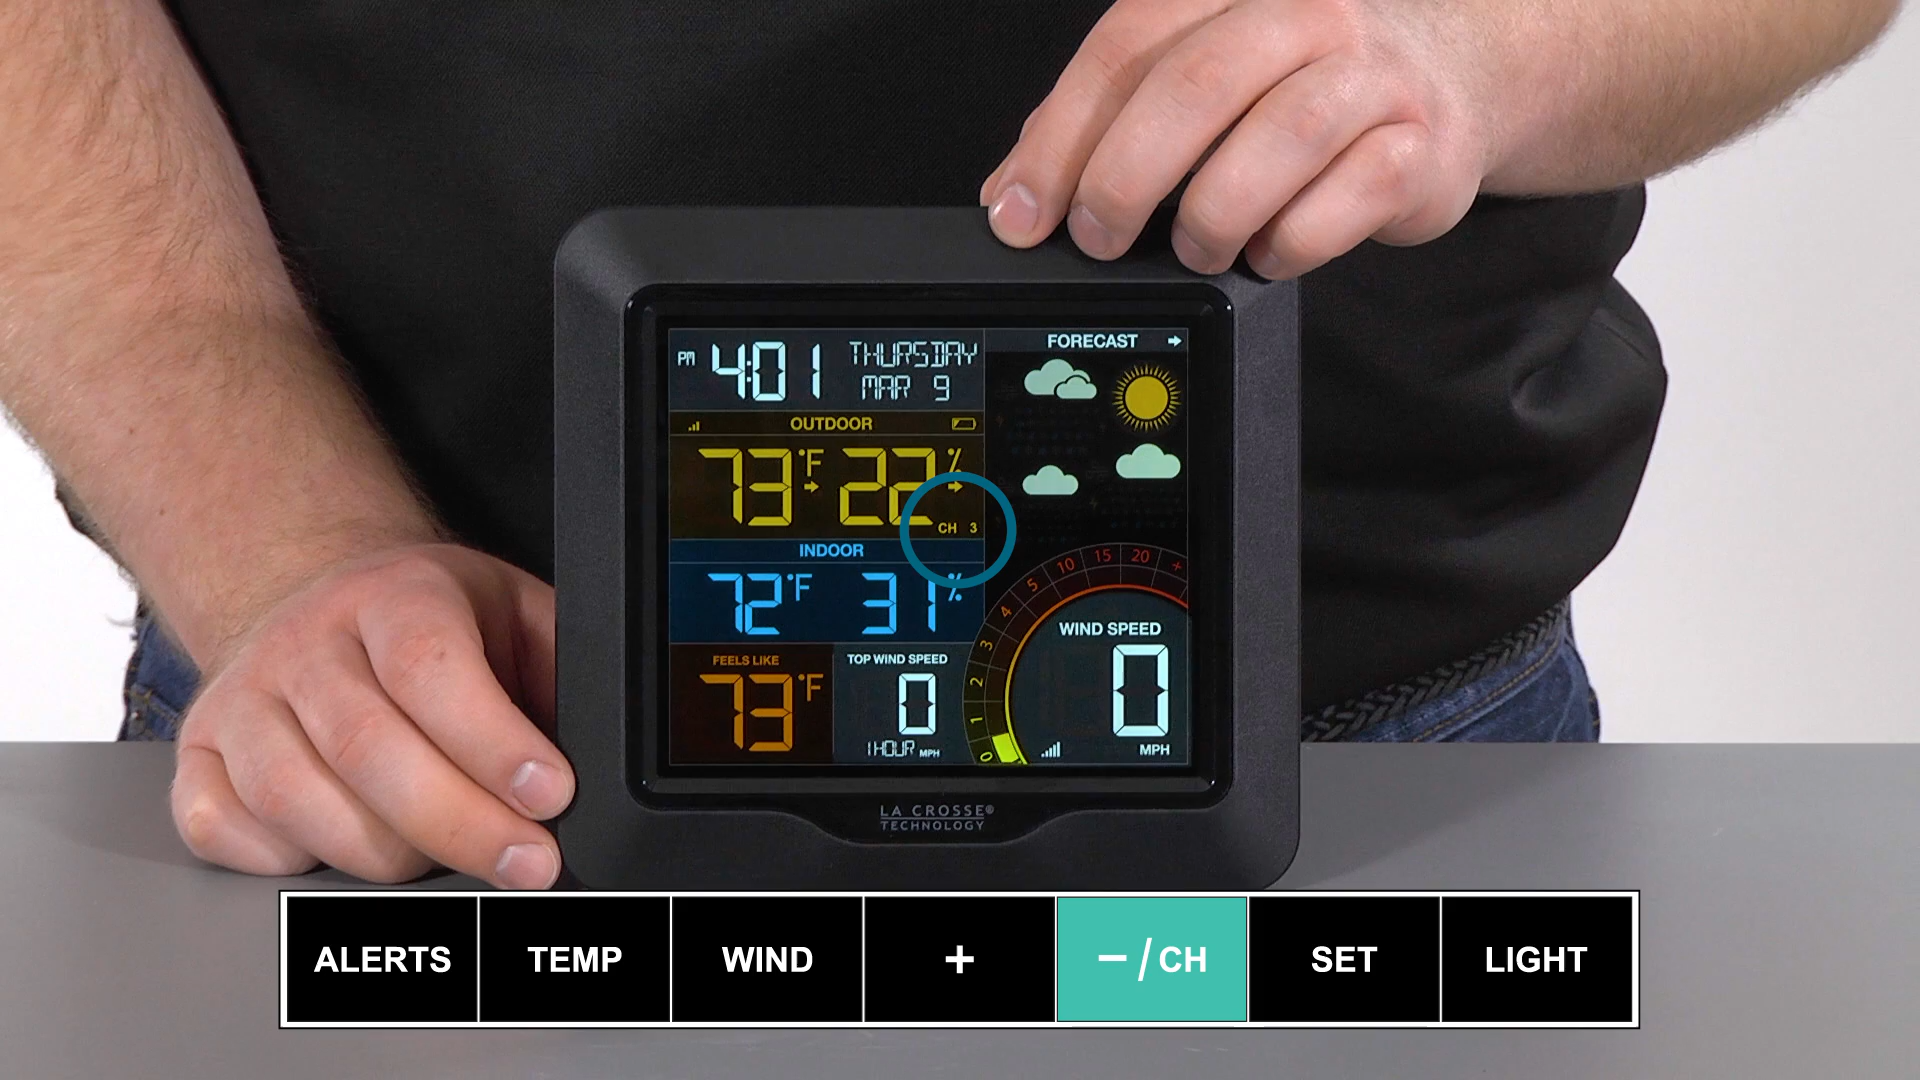 PM 4:01 THURSDAY
MAR 9
FORECAST →
OUTDOOR
73°F 22%
CH 3
INDOOR
72°F 31%
FEELS LIKE
73°F
TOP WIND SPEED
0
1 HOUR MPH
0 1 2 3 4 5 10 15 20 +
WIND SPEED
0
MPH
LA CROSSE®
TECHNOLOGY
ALERTS TEMP WIND + −/CH SET LIGHT